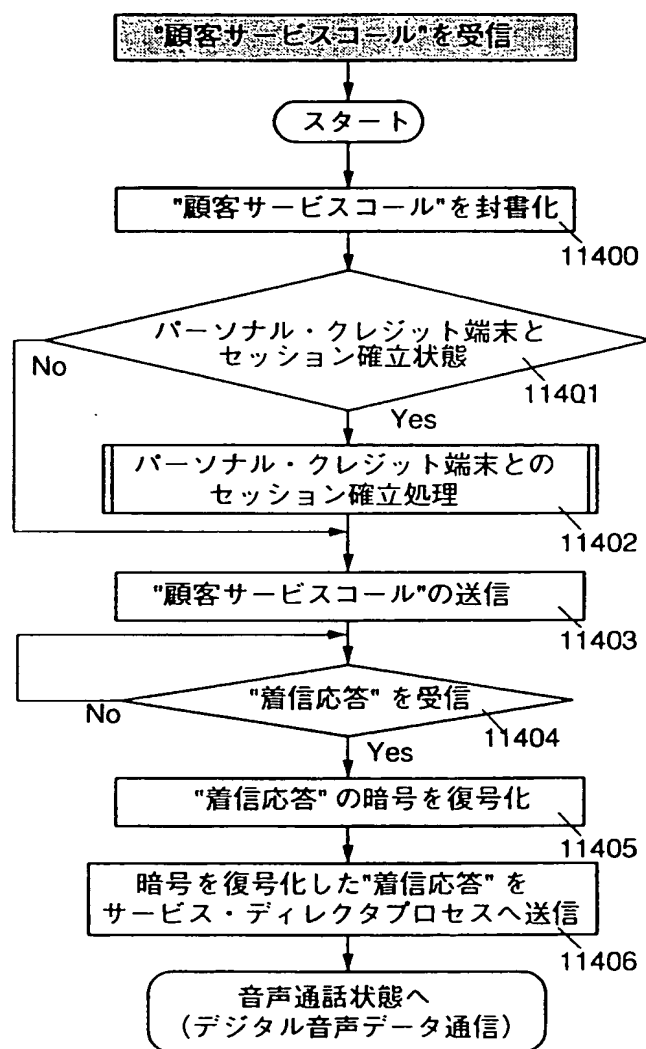 "顧客サービスコール"を受信
スタート
"顧客サービスコール"を封書化
11400
パーソナル・クレジット端末と
セッション確立状態
11401
No
Yes
パーソナル・クレジット端末との
セッション確立処理
11402
"顧客サービスコール"の送信
11403
"着信応答" を受信
11404
No
Yes
"着信応答" の暗号を復号化
11405
暗号を復号化した"着信応答" を
サービス・ディレクタプロセスへ送信
11406
音声通話状態へ
(デジタル音声データ通信)